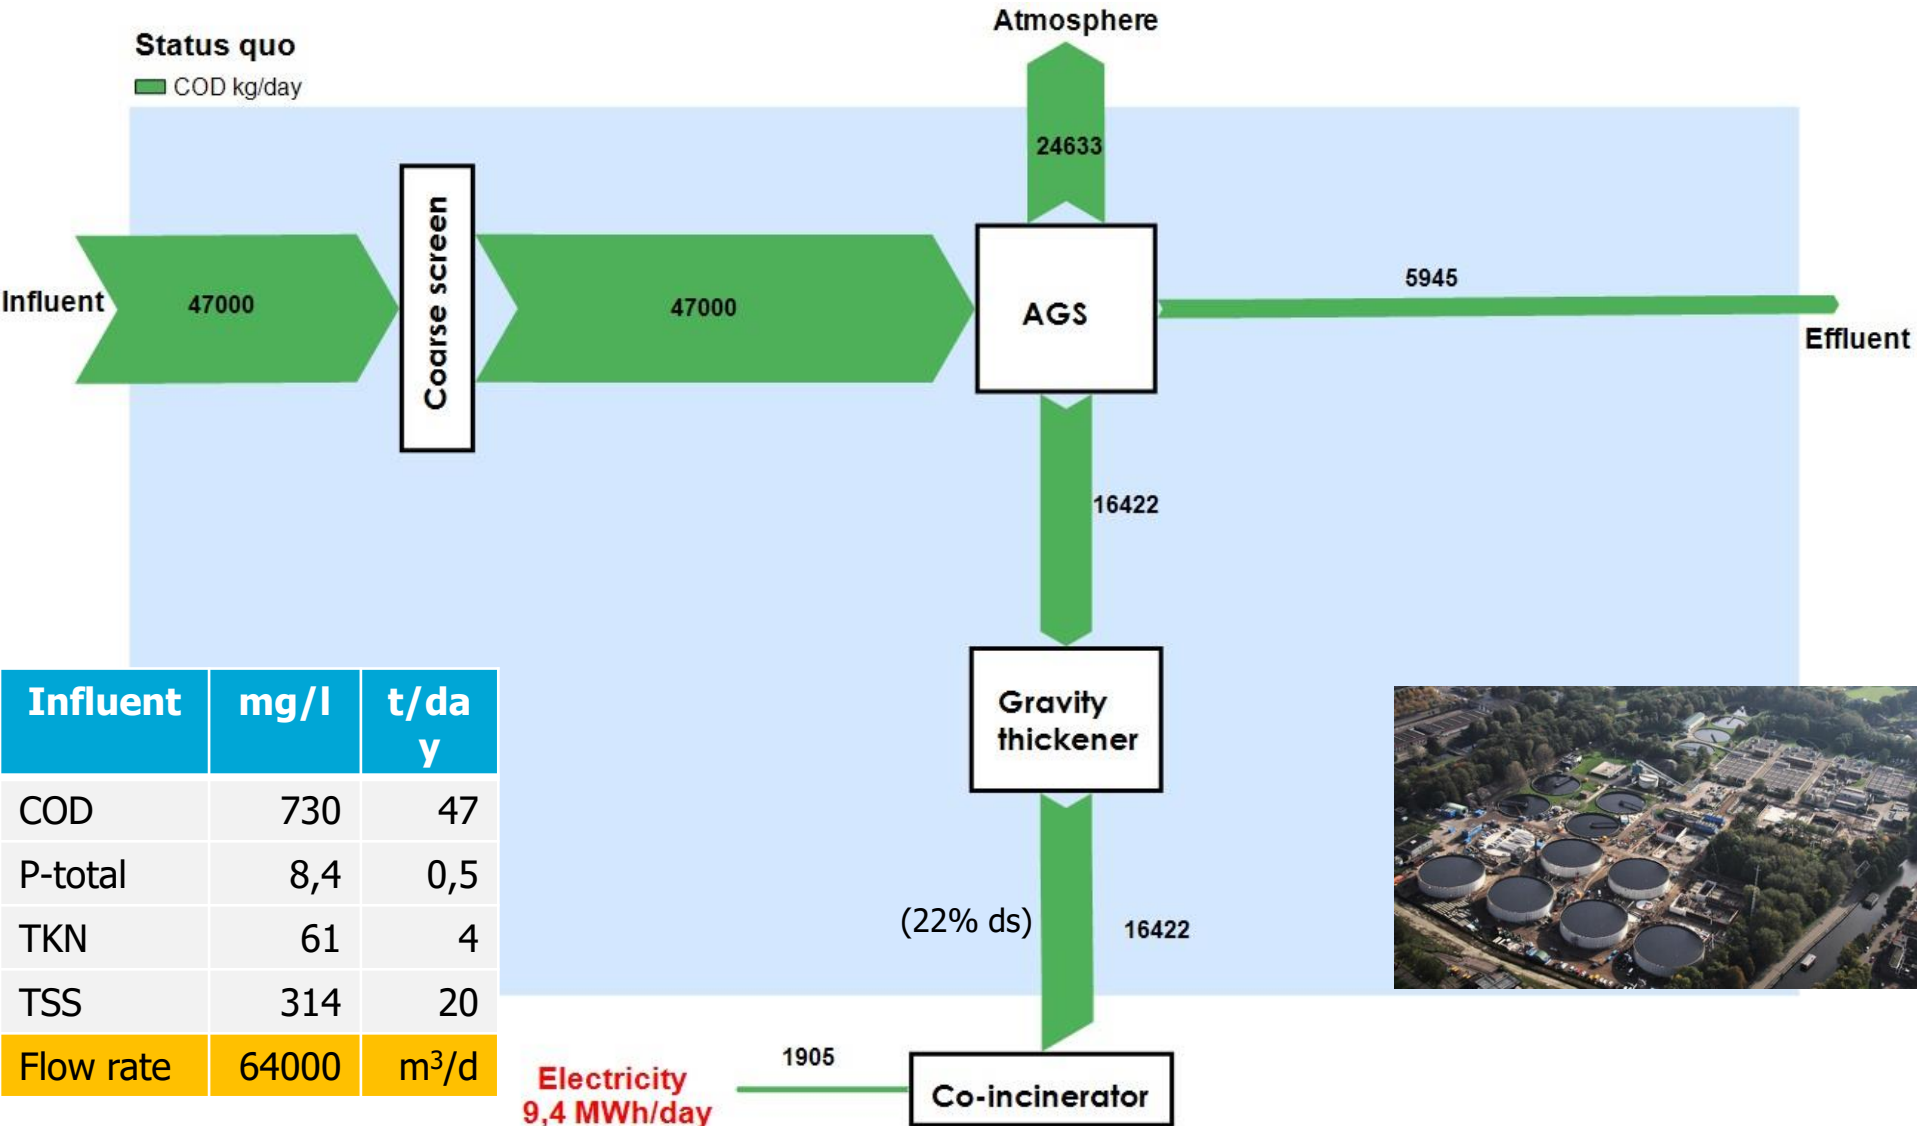 Atmosphere
Status quo
COD kg/day
24633
Coarse screen
Influent
47000
47000
AGS
5945
Effluent
16422
Gravity
thickener
Influent mg/l t/da
y
COD 730 47
P-total 8,4 0,5
TKN 61 4
TSS 314 20
Flow rate 64000 m³/d
(22% ds)
16422
1905
Electricity
9,4 MWh/day
Co-incinerator